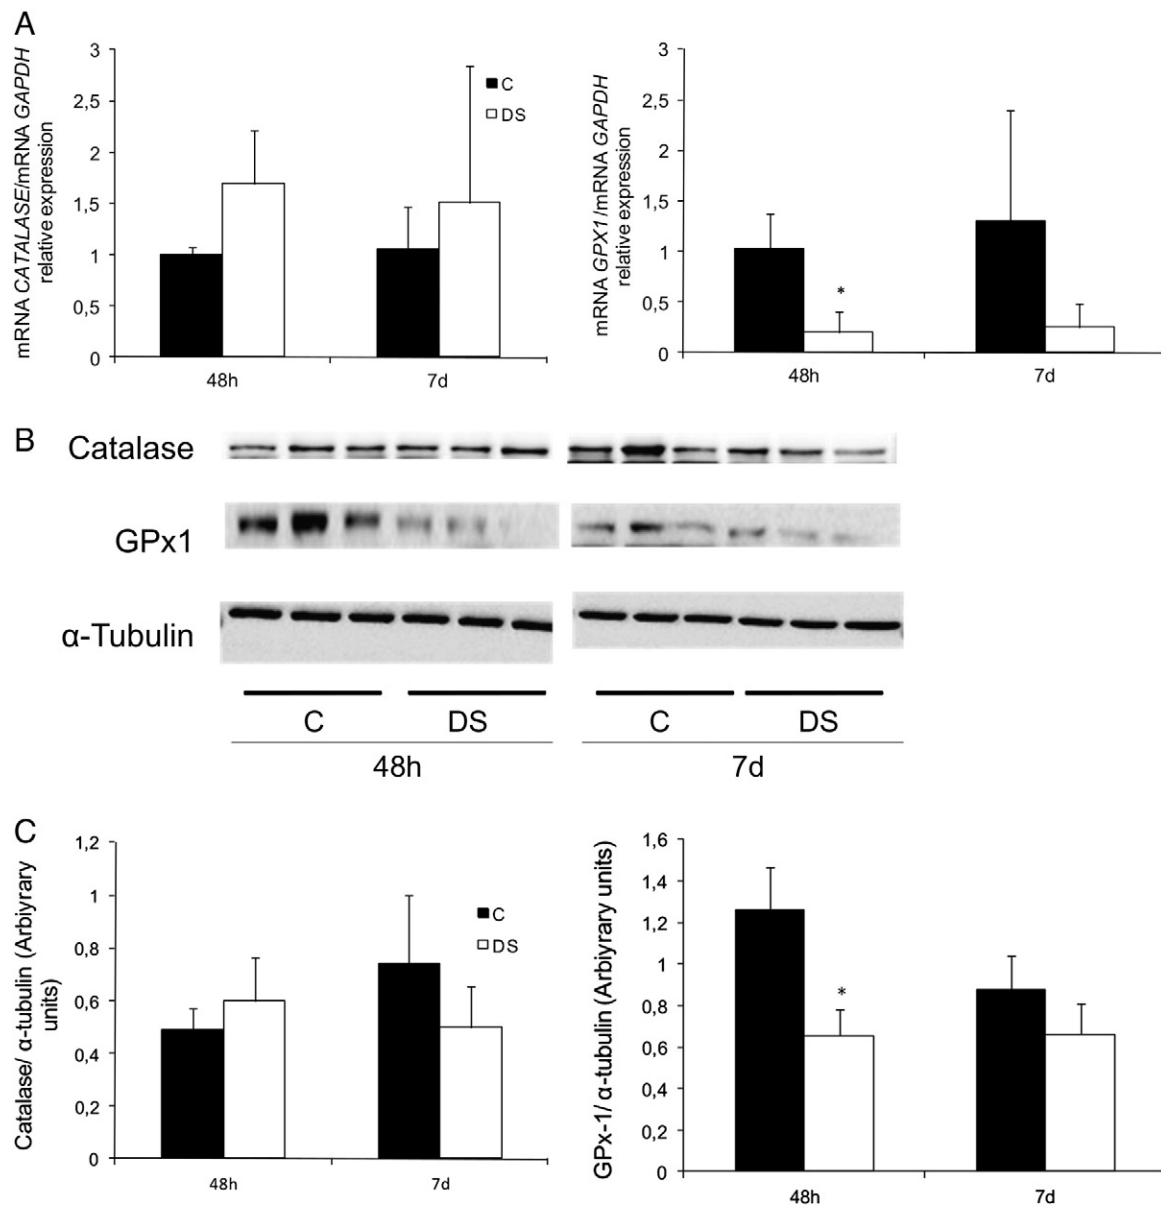 A
mRNA CATALASE/mRNA GAPDH
relative expression
3
2,5
2
1,5
1
0,5
0
C
DS
48h
7d
mRNA GPX1/mRNA GAPDH
relative expression
3
2,5
2
1,5
1
0,5
0
*
48h
7d
B
Catalase
GPx1
α-Tubulin
C
DS
C
DS
48h
7d
C
Catalase/ α-tubulin (Arbiyrary
units)
1,2
1
0,8
0,6
0,4
0,2
0
C
DS
48h
7d
GPx-1/ α-tubulin (Arbiyrary units)
1,6
1,4
1,2
1
0,8
0,6
0,4
0,2
0
*
48h
7d